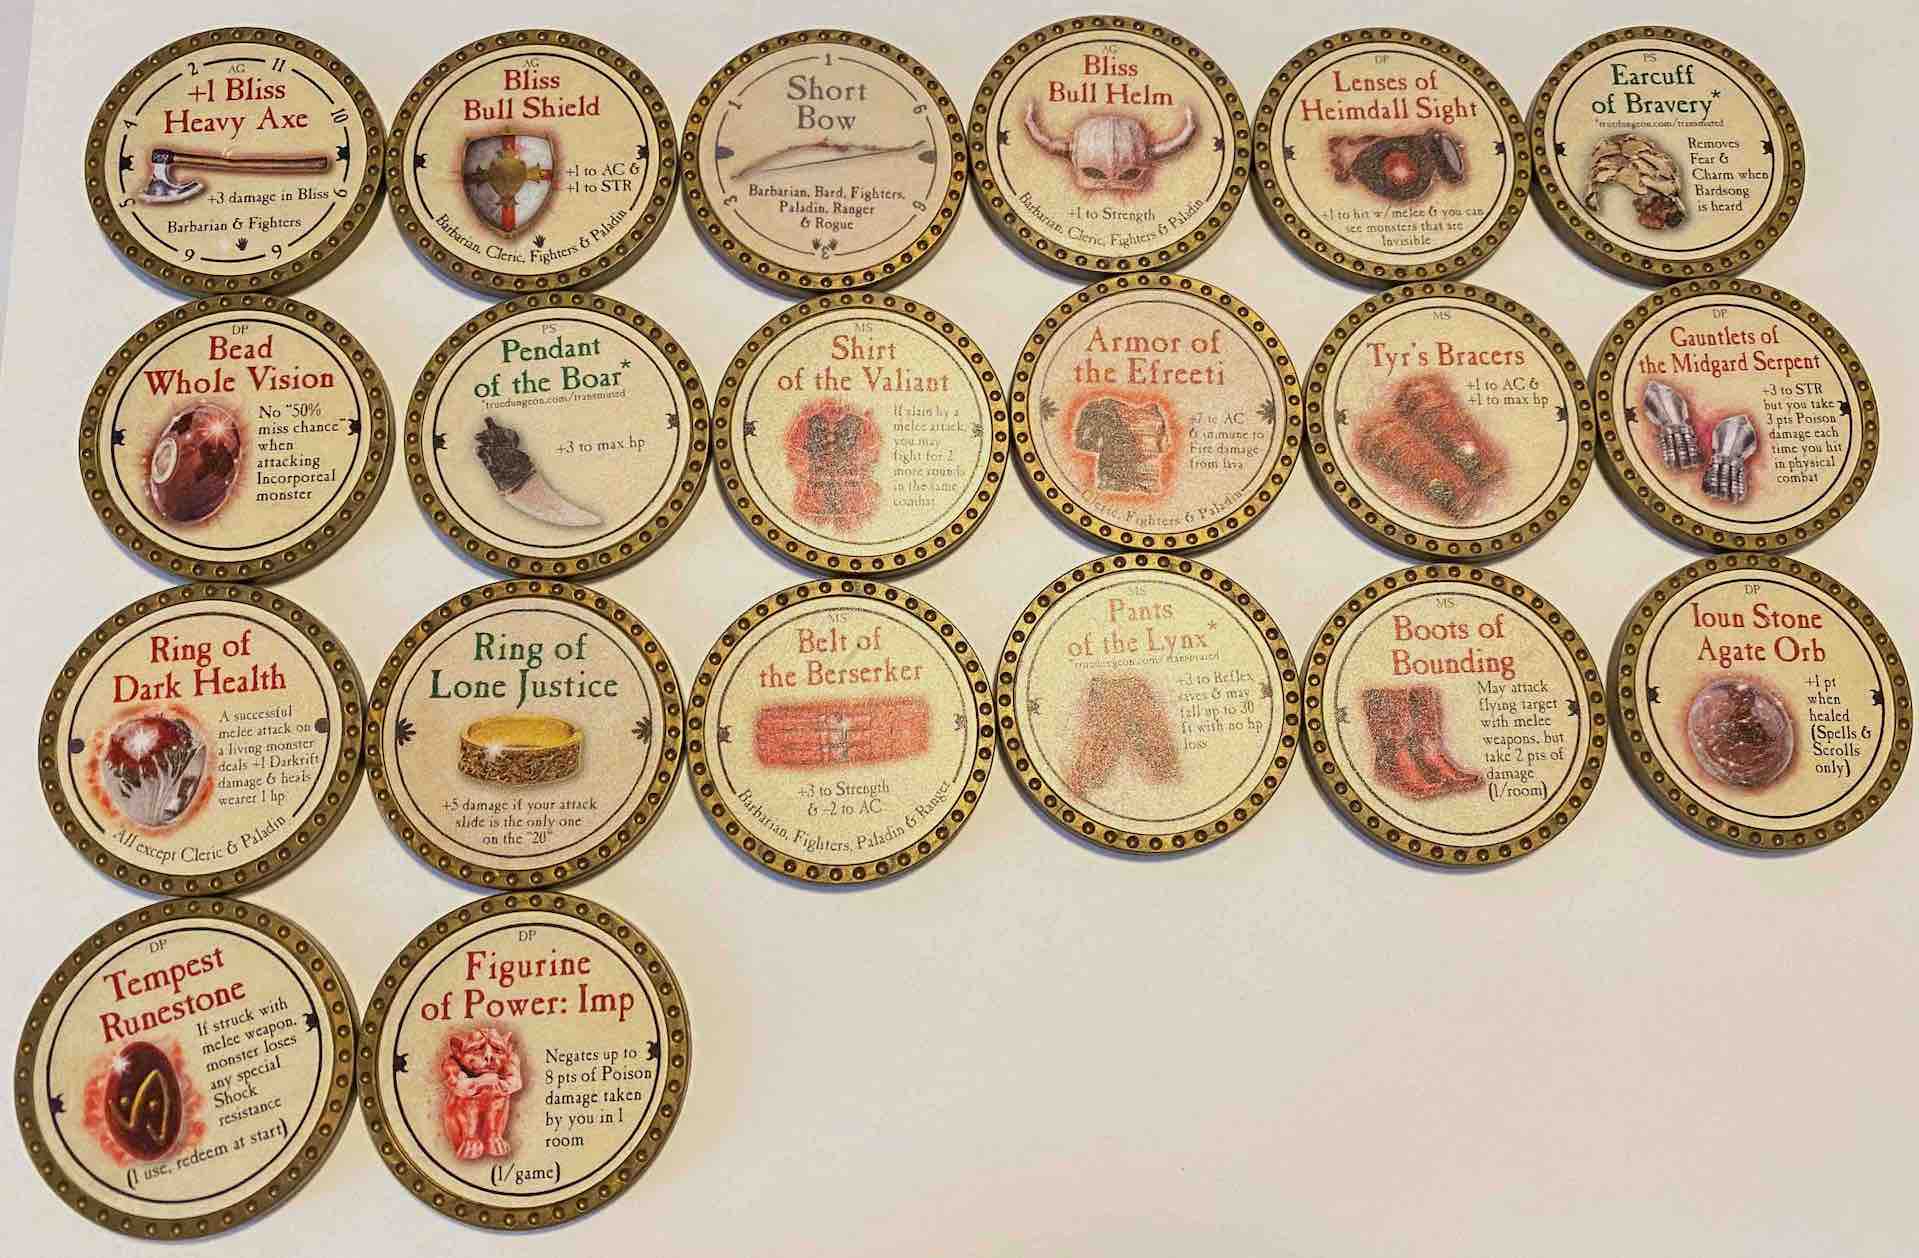 AG
+1 Bliss
Heavy Axe
2
11
10
9
9
9
5
4
+3 damage in Bliss
Barbarian & Fighters
AG
Bliss
Bull Shield
+1 to AC &
+1 to STR
Barbarian, Cleric, Fighters & Paladin
1
Short
Bow
1
6
3
6
3
Barbarian, Bard, Fighters,
Paladin, Ranger
& Rogue
AG
Bliss
Bull Helm
+1 to Strength
Barbarian, Cleric, Fighters & Paladin
DP
Lenses of
Heimdall Sight
+1 to hit w/ melee & you can
see monsters that are
Invisible
PS
Earcuff
of Bravery*
*truedungeon.com/transmuted
Removes
Fear &
Charm when
Bardsong
is heard
DP
Bead
Whole Vision
No "50%
miss chance"
when
attacking
Incorporeal
monster
PS
Pendant
of the Boar*
*truedungeon.com/transmuted
+3 to max hp
MS
Shirt
of the Valiant
If slain by a
melee attack,
you may
fight for 2
more rounds
in the same
combat
Armor of
the Efreeti
+7 to AC
& immune to
Fire damage
from lava
Cleric, Fighters & Paladin
MS
Tyr's Bracers
+1 to AC &
+1 to max hp
DP
Gauntlets of
the Midgard Serpent
+3 to STR
but you take
3 pts Poison
damage each
time you hit
in physical
combat
Ring of
Dark Health
A successful
melee attack on
a living monster
deals +1 Darkrift
damage & heals
wearer 1 hp
All except Cleric & Paladin
Ring of
Lone Justice
+5 damage if your attack
slide is the only one
on the "20"
MS
Belt of
the Berserker
+3 to Strength
& -2 to AC
Barbarian, Fighters, Paladin & Ranger
MS
Pants
of the Lynx*
*truedungeon.com/transmuted
+3 to Reflex
saves & may
fall up to 30
ft with no hp
loss
MS
Boots of
Bounding
May attack
flying target
with melee
weapons, but
take 2 pts of
damage
(1/room)
DP
Ioun Stone
Agate Orb
+1 pt
when
healed
(Spells &
Scrolls
only)
DP
Tempest
Runestone
If struck with
melee weapon,
monster loses
any special
Shock
resistance
(1 use, redeem at start)
DP
Figurine
of Power: Imp
Negates up to
8 pts of Poison
damage taken
by you in 1
room
(1/game)